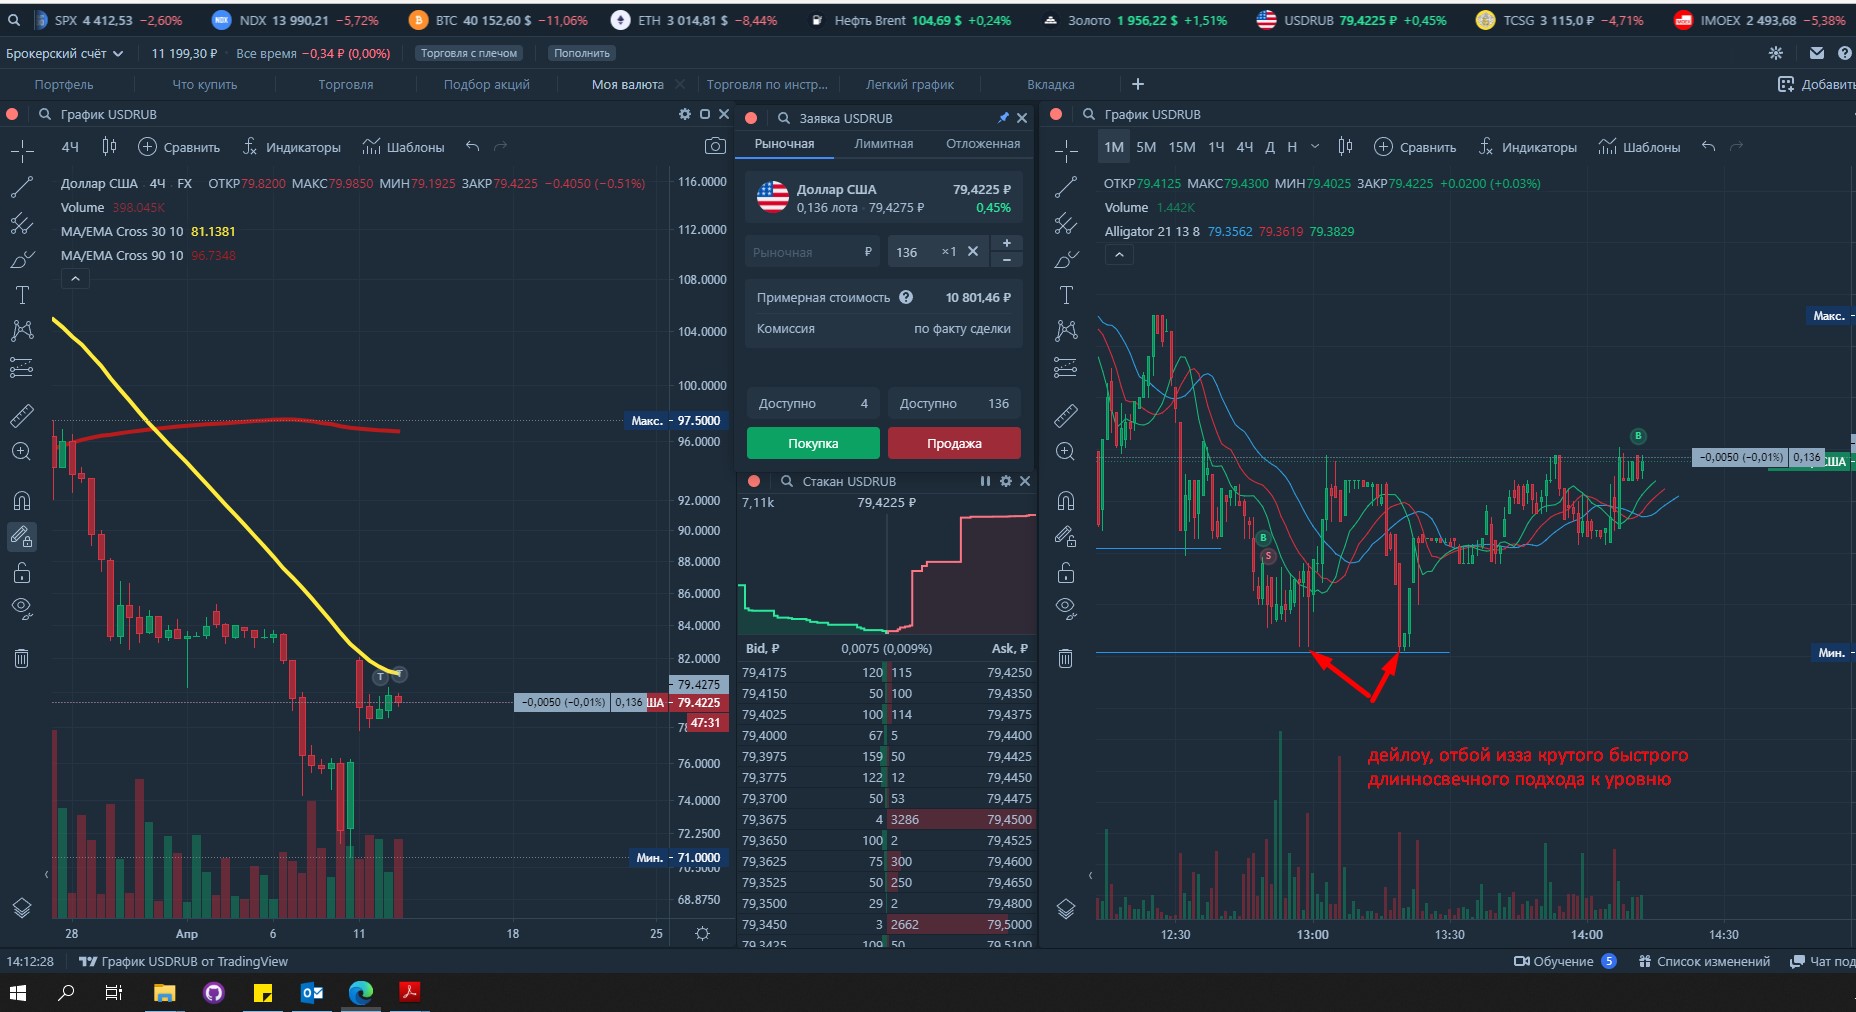 SPX 4 412,53 −2,60% NDX 13 990,21 −5,72% BTC 40 152,60 $ −11,06% ETH 3 014,81 $ −8,44% Нефть Brent 104,69 $ +0,24% Золото 1 956,22 $ +1,51% USDRUB 79,4225 ₽ +0,45% TCSG 3 115,0 ₽ −4,71% IMOEX 2 493,68 −5,38%
Брокерский счёт 11 199,30 ₽ · Все время −0,34 ₽ (0,00%) Торговля с плечом Пополнить
Портфель Что купить Торговля Подбор акций Моя валюта Торговля по инстр... Легкий график Вкладка + Добавить
График USDRUB
4Ч Сравнить Индикаторы Шаблоны
Доллар США · 4Ч · FX ОТКР79.8200 МАКС79.9850 МИН79.1925 ЗАКР79.4225 −0.4050 (−0.51%)
Volume 398.045K
MA/EMA Cross 30 10 81.1381
MA/EMA Cross 90 10 96.7348
116.0000
112.0000
108.0000
104.0000
100.0000
Макс. 97.5000
96.0000
92.0000
90.0000
88.0000
86.0000
84.0000
82.0000
79.4275
−0,0050 (−0,01%) 0,136 ША 79.4225
47:31
76.0000
74.0000
72.2500
Мин. 71.0000
70.5000
68.8750
T T
28 Апр 6 11 18 25
Заявка USDRUB
Рыночная Лимитная Отложенная
Доллар США 79,4225 ₽
0,136 лота · 79,4275 ₽ 0,45%
Рыночная ₽ 136 ×1 + −
Примерная стоимость ? 10 801,46 ₽
Комиссия по факту сделки
Доступно 4 Доступно 136
Покупка Продажа
Стакан USDRUB
7,11k 79,4225 ₽
Bid, ₽ 0,0075 (0,009%) Ask, ₽
79,4175 120 115 79,4250
79,4150 50 100 79,4350
79,4025 100 114 79,4375
79,4000 67 5 79,4400
79,3975 159 50 79,4425
79,3775 122 12 79,4450
79,3700 50 53 79,4475
79,3675 4 3286 79,4500
79,3650 100 2 79,4525
79,3625 75 300 79,4600
79,3525 50 250 79,4650
79,3500 29 2 79,4800
79,3450 3 2662 79,5000
79,3425 109 50 79,5100
График USDRUB
1М 5М 15М 1Ч 4Ч Д Н Сравнить Индикаторы Шаблоны
ОТКР79.4125 МАКС79.4300 МИН79.4025 ЗАКР79.4225 +0.0200 (+0.03%)
Volume 1.442K
Alligator 21 13 8 79.3562 79.3619 79.3829
Макс.
B
−0,0050 (−0,01%) 0,136 США
B
S
Мин.
дейлоу, отбой изза крутого быстрого
длинносвечного подхода к уровню
12:30 13:00 13:30 14:00 14:30
14:12:28 График USDRUB от TradingView Обучение 5 Список изменений Чат под